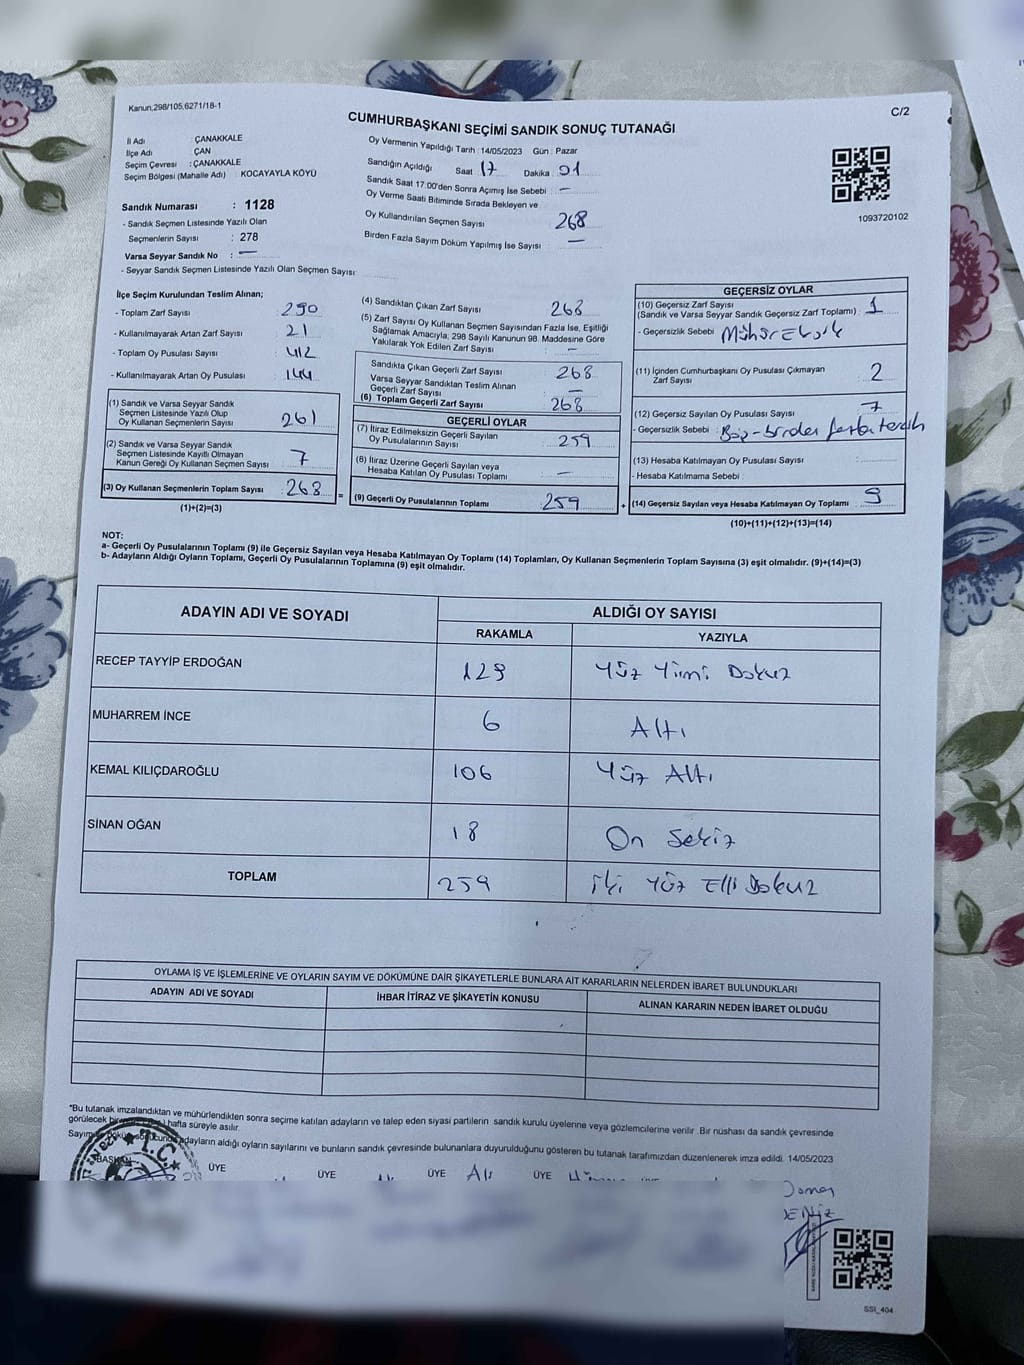 Kanun,298/105,6271/18-1
C/2
CUMHURBAŞKANI SEÇİMİ SANDIK SONUÇ TUTANAĞI
İl Adı : ÇANAKKALE
İlçe Adı : ÇAN
Seçim Çevresi : ÇANAKKALE
Seçim Bölgesi (Mahalle Adı) : KOCAYAYLA KÖYÜ
Sandık Numarası : 1128
- Sandık Seçmen Listesinde Yazılı Olan
Seçmenlerin Sayısı : 278
Varsa Seyyar Sandık No : —
- Seyyar Sandık Seçmen Listesinde Yazılı Olan Seçmen Sayısı:
Oy Vermenin Yapıldığı Tarih :14/05/2023 Gün : Pazar
Sandığın Açıldığı Saat 17 Dakika : 01
Sandık Saat 17:00'den Sonra Açımış İse Sebebi : —
Oy Verme Saati Bitiminde Sırada Bekleyen ve
Oy Kullandırılan Seçmen Sayısı : 268
Birden Fazla Sayım Döküm Yapılmış İse Sayısı : —
1093720102
İlçe Seçim Kurulundan Teslim Alınan;
- Toplam Zarf Sayısı : 290
- Kullanılmayarak Artan Zarf Sayısı : 21
- Toplam Oy Pusulası Sayısı : 412
- Kullanılmayarak Artan Oy Pusulası : 144
(1) Sandık ve Varsa Seyyar Sandık
Seçmen Listesinde Yazılı Olup
Oy Kullanan Seçmenlerin Sayısı : 261
(2) Sandık ve Varsa Seyyar Sandık
Seçmen Listesinde Kayıtlı Olmayan
Kanun Gereği Oy Kullanan Seçmen Sayısı : 7
(3) Oy Kullanan Seçmenlerin Toplam Sayısı : 268
(1)+(2)=(3)
(4) Sandıktan Çıkan Zarf Sayısı : 268
(5) Zarf Sayısı Oy Kullanan Seçmen Sayısından Fazla İse, Eşitliği
Sağlamak Amacıyla; 298 Sayılı Kanunun 98. Maddesine Göre
Yakılarak Yok Edilen Zarf Sayısı : —
Sandıkta Çıkan Geçerli Zarf Sayısı : 268
Varsa Seyyar Sandıktan Teslim Alınan
Geçerli Zarf Sayısı : —
(6) Toplam Geçerli Zarf Sayısı : 268
GEÇERLİ OYLAR
(7) İtiraz Edilmeksizin Geçerli Sayılan
Oy Pusulalarının Sayısı : 259
(8) İtiraz Üzerine Geçerli Sayılan veya
Hesaba Katılan Oy Pusulası Toplamı : —
= (9) Geçerli Oy Pusulalarının Toplamı : 259
GEÇERSİZ OYLAR
(10) Geçersiz Zarf Sayısı
(Sandık ve Varsa Seyyar Sandık Geçersiz Zarf Toplamı) : 1
- Geçersizlik Sebebi :
(11) İçinden Cumhurbaşkanı Oy Pusulası Çıkmayan
Zarf Sayısı : 2
(12) Geçersiz Sayılan Oy Pusulası Sayısı : 7
- Geçersizlik Sebebi : Boş-birden fazla tercih
(13) Hesaba Katılmayan Oy Pusulası Sayısı :
- Hesaba Katılmama Sebebi :
+ (14) Geçersiz Sayılan veya Hesaba Katılmayan Oy Toplamı : 9
(10)+(11)+(12)+(13)=(14)
NOT:
a- Geçerli Oy Pusulalarının Toplamı (9) ile Geçersiz Sayılan veya Hesaba Katılmayan Oy Toplamı (14) Toplamları, Oy Kullanan Seçmenlerin Toplam Sayısına (3) eşit olmalıdır. (9)+(14)=(3)
b- Adayların Aldığı Oyların Toplamı, Geçerli Oy Pusulalarının Toplamına (9) eşit olmalıdır.
ADAYIN ADI VE SOYADI ALDIĞI OY SAYISI
RAKAMLA YAZIYLA
RECEP TAYYİP ERDOĞAN 129 Yüz Yirmi Dokuz
MUHARREM İNCE 6 Altı
KEMAL KILIÇDAROĞLU 106 Yüz Altı
SİNAN OĞAN 18 On Sekiz
TOPLAM 259 İki Yüz Elli Dokuz
OYLAMA İŞ VE İŞLEMLERİNE VE OYLARIN SAYIM VE DÖKÜMÜNE DAİR ŞİKAYETLERLE BUNLARA AİT KARARLARIN NELERDEN İBARET BULUNDUKLARI
ADAYIN ADI VE SOYADI İHBAR İTİRAZ VE ŞİKAYETİN KONUSU ALINAN KARARIN NEDEN İBARET OLDUĞU
*Bu tutanak imzalandıktan ve mühürlendikten sonra seçime katılan adayların ve talep eden siyasi partilerin sandık kurulu üyelerine veya gözlemcilerine verilir. Bir nüshası da sandık çevresinde
görülecek bir hafta süreyle asılır.
Sayım adayların aldığı oyların sayılarını ve bunların sandık çevresinde bulunanlara duyurulduğunu gösteren bu tutanak tarafımızdan düzenlenerek imza edildi. 14/05/2023
BAŞKAN ÜYE ÜYE ÜYE ÜYE
T.C.
SSI_404